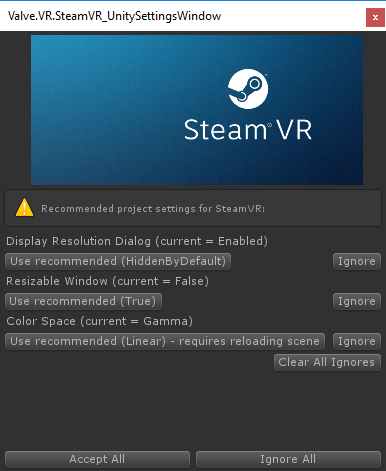 Valve.VR.SteamVR_UnitySettingsWindow
x
Steam®VR
Recommended project settings for SteamVR:
Display Resolution Dialog (current = Enabled)
Use recommended (HiddenByDefault) Ignore
Resizable Window (current = False)
Use recommended (True) Ignore
Color Space (current = Gamma)
Use recommended (Linear) - requires reloading scene Ignore
Clear All Ignores
Accept All Ignore All